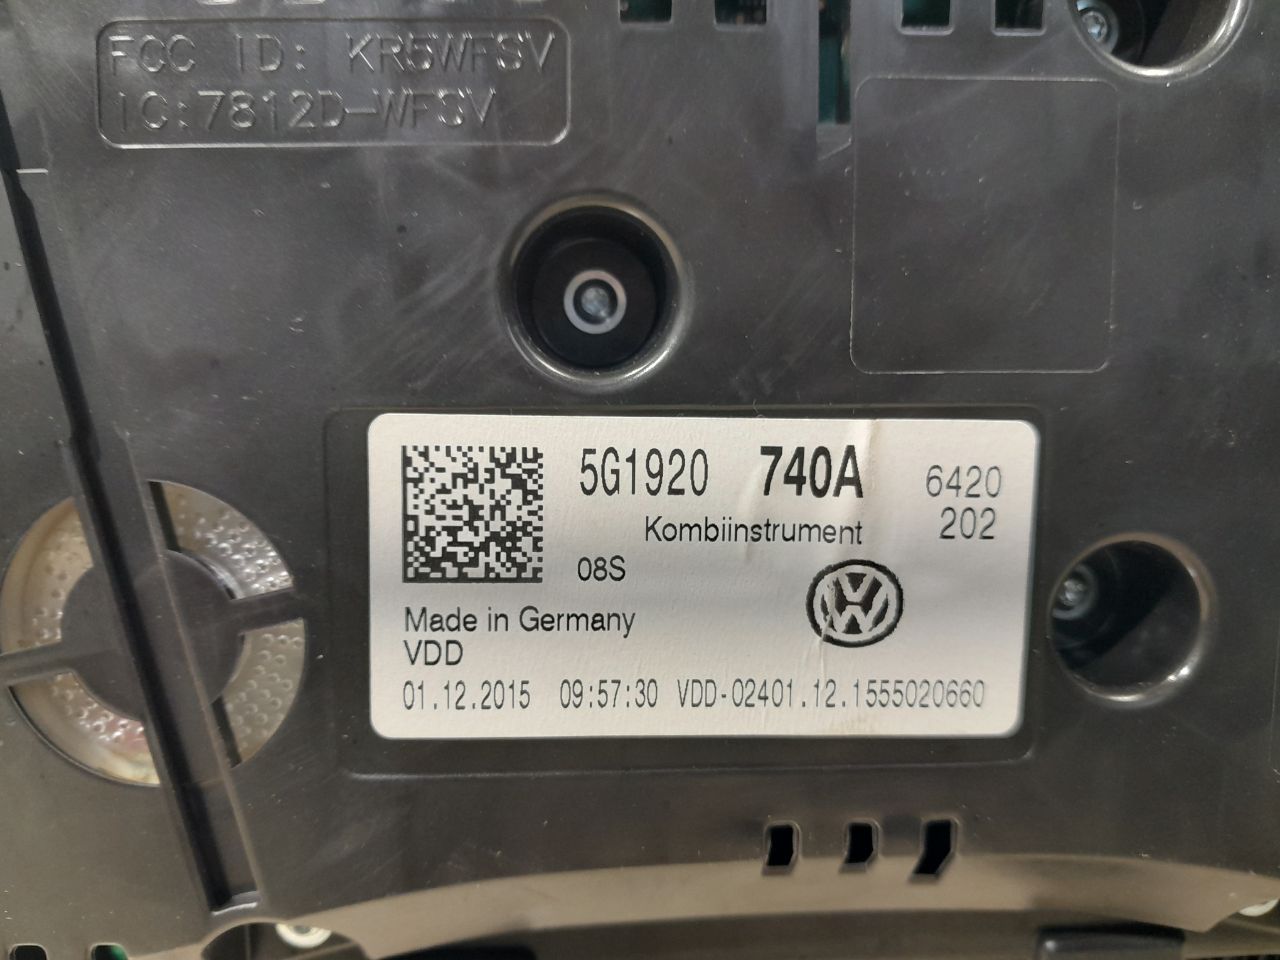 FCC ID: KR5WFSV
IC:7812D-WFSV
5G1920 740A 6420
Kombiinstrument 202
08S
Made in Germany
VDD
01.12.2015 09:57:30 VDD-02401.12.1555020660